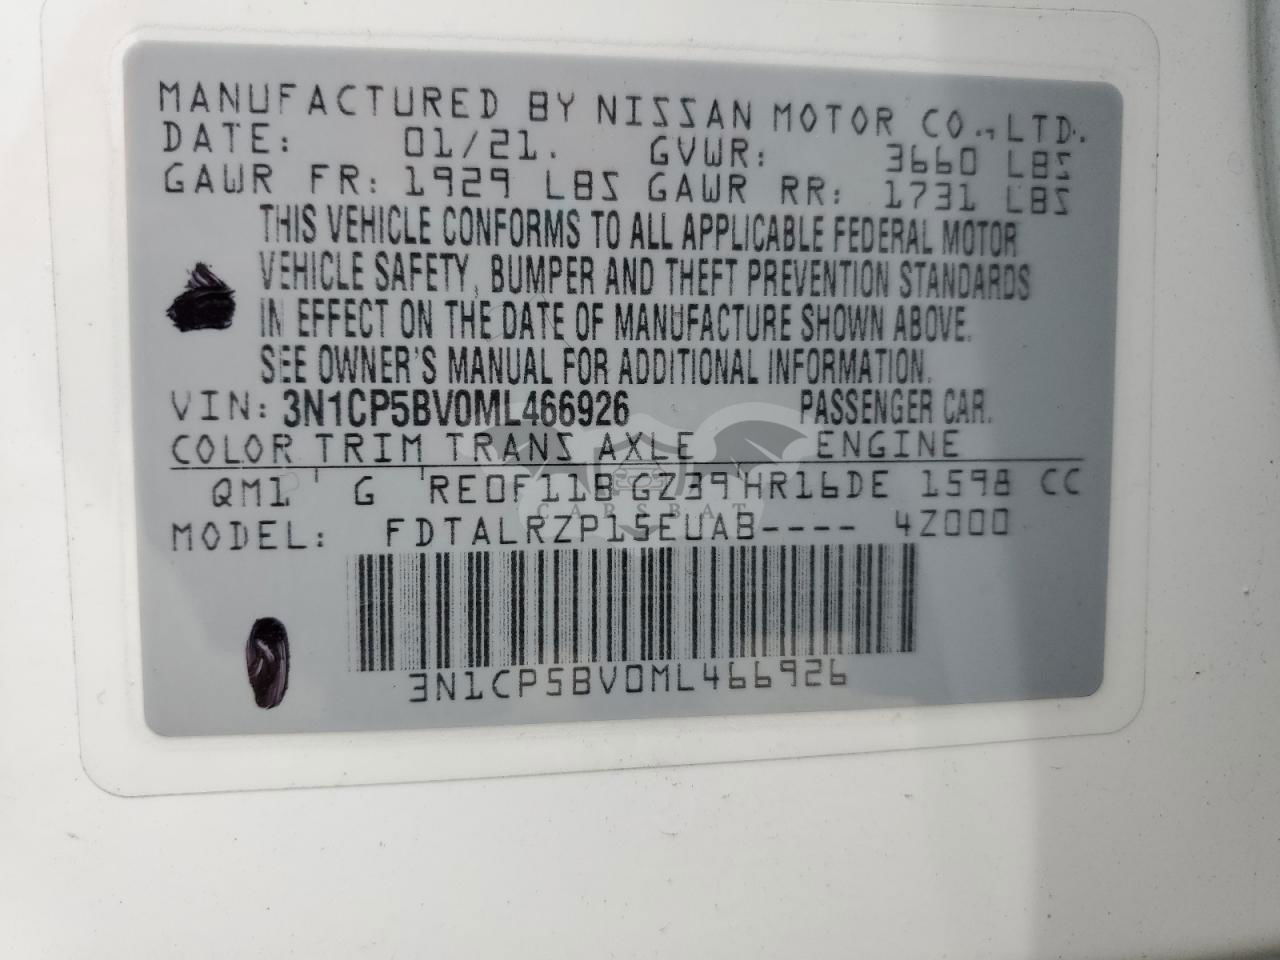 MANUFACTURED BY NISSAN MOTOR CO., LTD.
DATE: 01/21. GVWR: 3660 LBS
GAWR FR: 1929 LBS GAWR RR: 1731 LBS
THIS VEHICLE CONFORMS TO ALL APPLICABLE FEDERAL MOTOR
VEHICLE SAFETY, BUMPER AND THEFT PREVENTION STANDARDS
IN EFFECT ON THE DATE OF MANUFACTURE SHOWN ABOVE.
SEE OWNER'S MANUAL FOR ADDITIONAL INFORMATION.
VIN: 3N1CP5BV0ML466926 PASSENGER CAR.
COLOR TRIM TRANS AXLE ENGINE
QM1 ' G ' RE0F11B GZ39 ' HR16DE 1598 CC
CARSBAT
MODEL: FDTALRZP15EUAB---- 4Z000
3N1CP5BV0ML466926